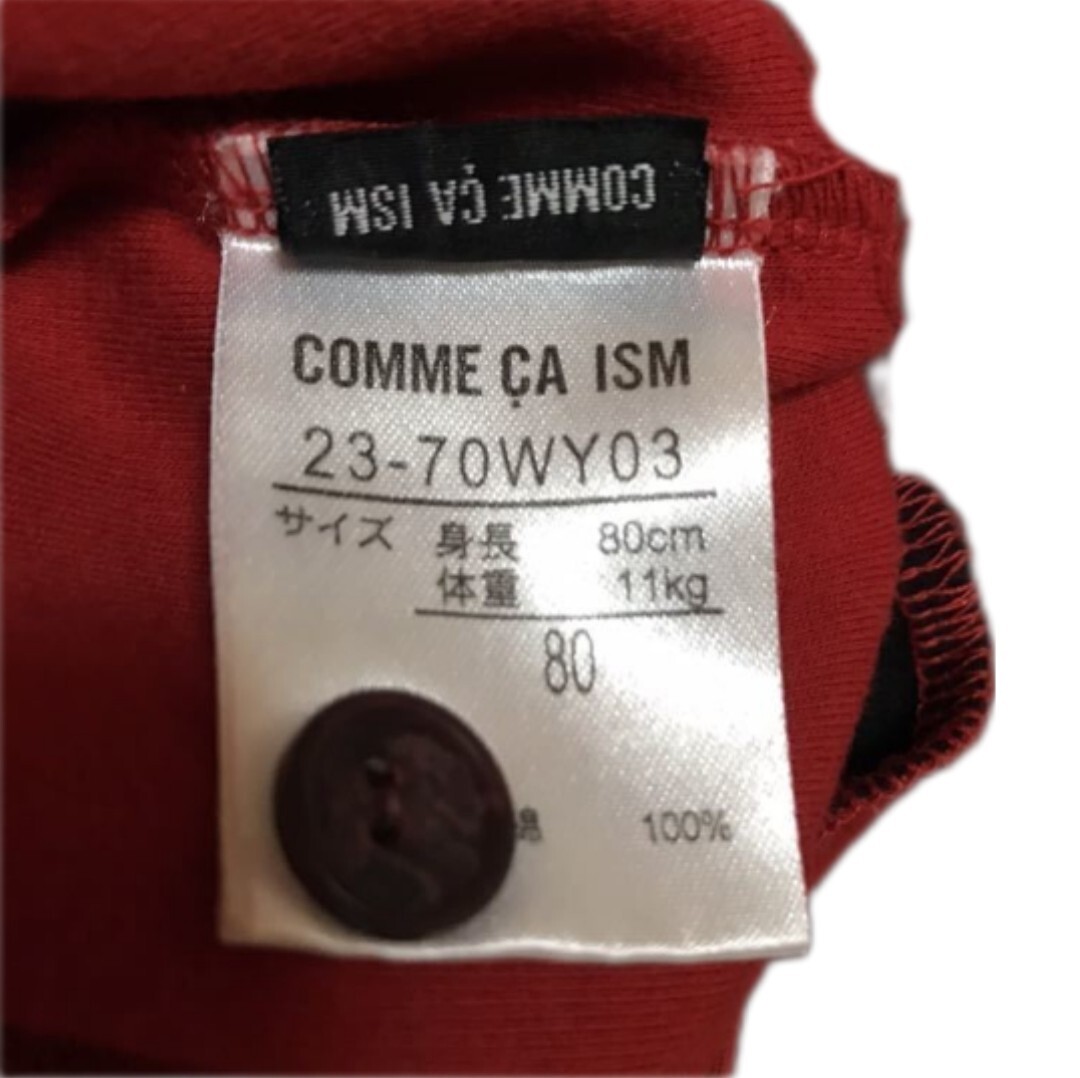 COMME ÇA ISM
COMME ÇA ISM
23-70WY03
サイズ 身長 80cm
体重 11kg
80
綿 100%